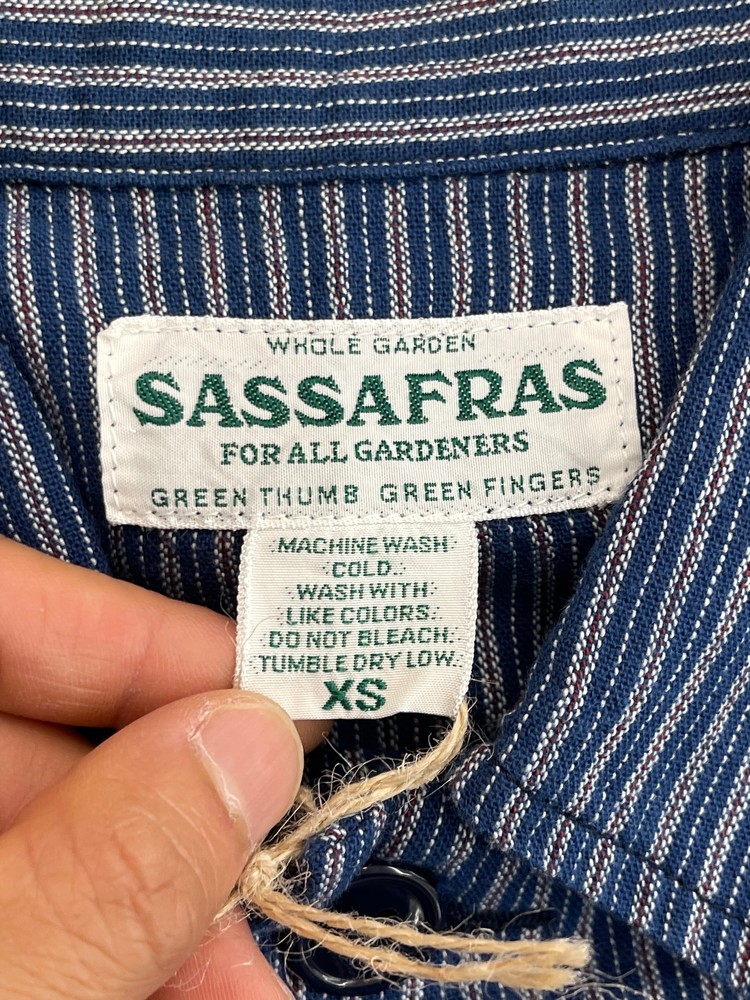 WHOLE GARDEN
SASSAFRAS
FOR ALL GARDENERS
GREEN THUMB GREEN FINGERS
MACHINE WASH
COLD.
WASH WITH
LIKE COLORS.
DO NOT BLEACH.
TUMBLE DRY LOW.
XS